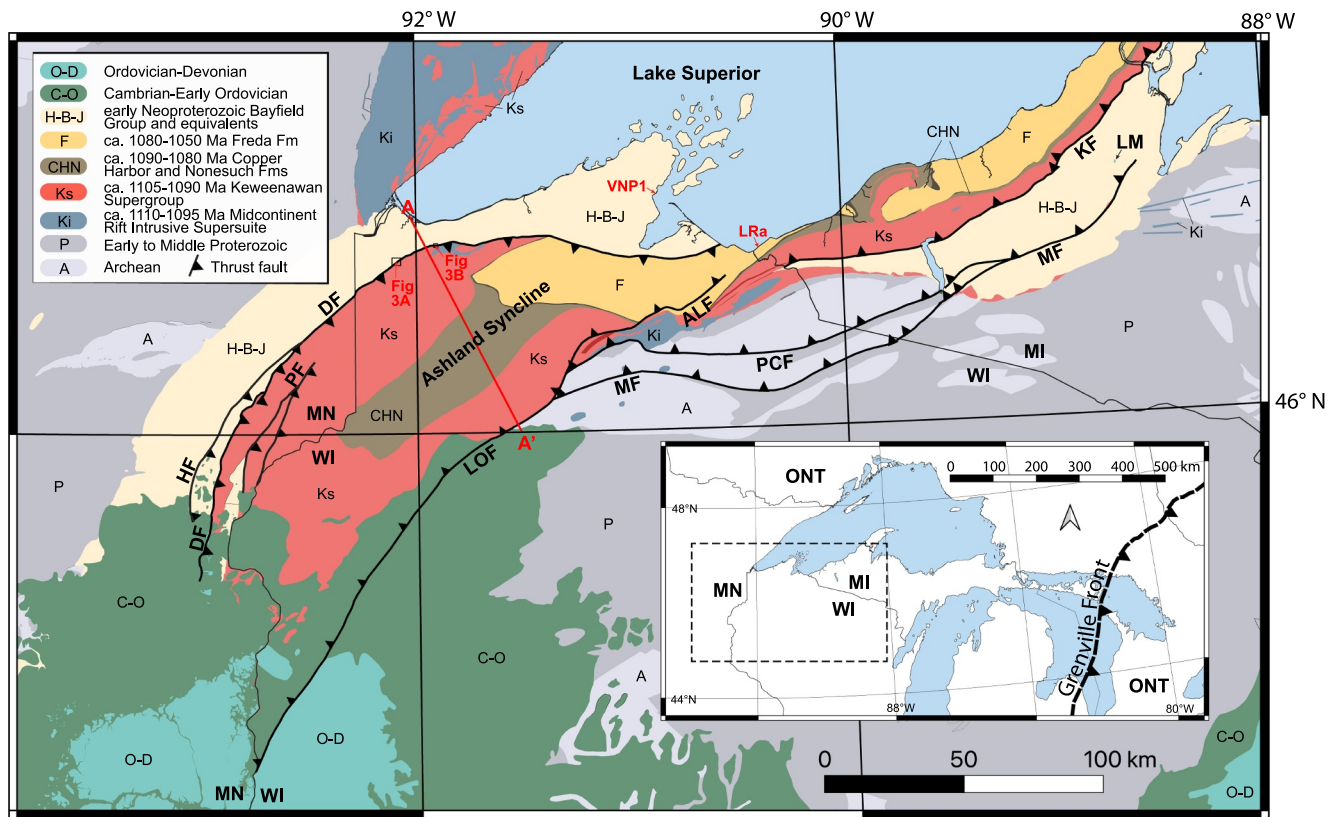 92° W
90° W
88° W
O-D
Ordovician-Devonian
C-O
Cambrian-Early Ordovician
H-B-J
early Neoproterozoic Bayfield
Group and equivalents
F
ca. 1080-1050 Ma Freda Fm
CHN
ca. 1090-1080 Ma Copper
Harbor and Nonesuch Fms
Ks
ca. 1105-1090 Ma Keweenawan
Supergroup
Ki
ca. 1110-1095 Ma Midcontinent
Rift Intrusive Supersuite
P
Early to Middle Proterozoic
A
Archean
Thrust fault
Lake Superior
Ks
Ki
CHN
F
KF
LM
VNP1
A
H-B-J
H-B-J
A
Ki
LRa
Ks
Fig
3B
Fig
3A
MF
DF
F
ALF
P
Ks
Ashland Syncline
Ki
A
H-B-J
PF
Ks
PCF
MI
WI
MN
MF
A
46° N
CHN
WI
A'
LOF
HF
P
Ks
P
DF
C-O
C-O
A
O-D
O-D
MN
WI
ONT
0 100 200 300 400 500 km
48°N
MN
MI
WI
Grenville Front
ONT
44°N
88°W
80°W
C-O
O-D
0 50 100 km